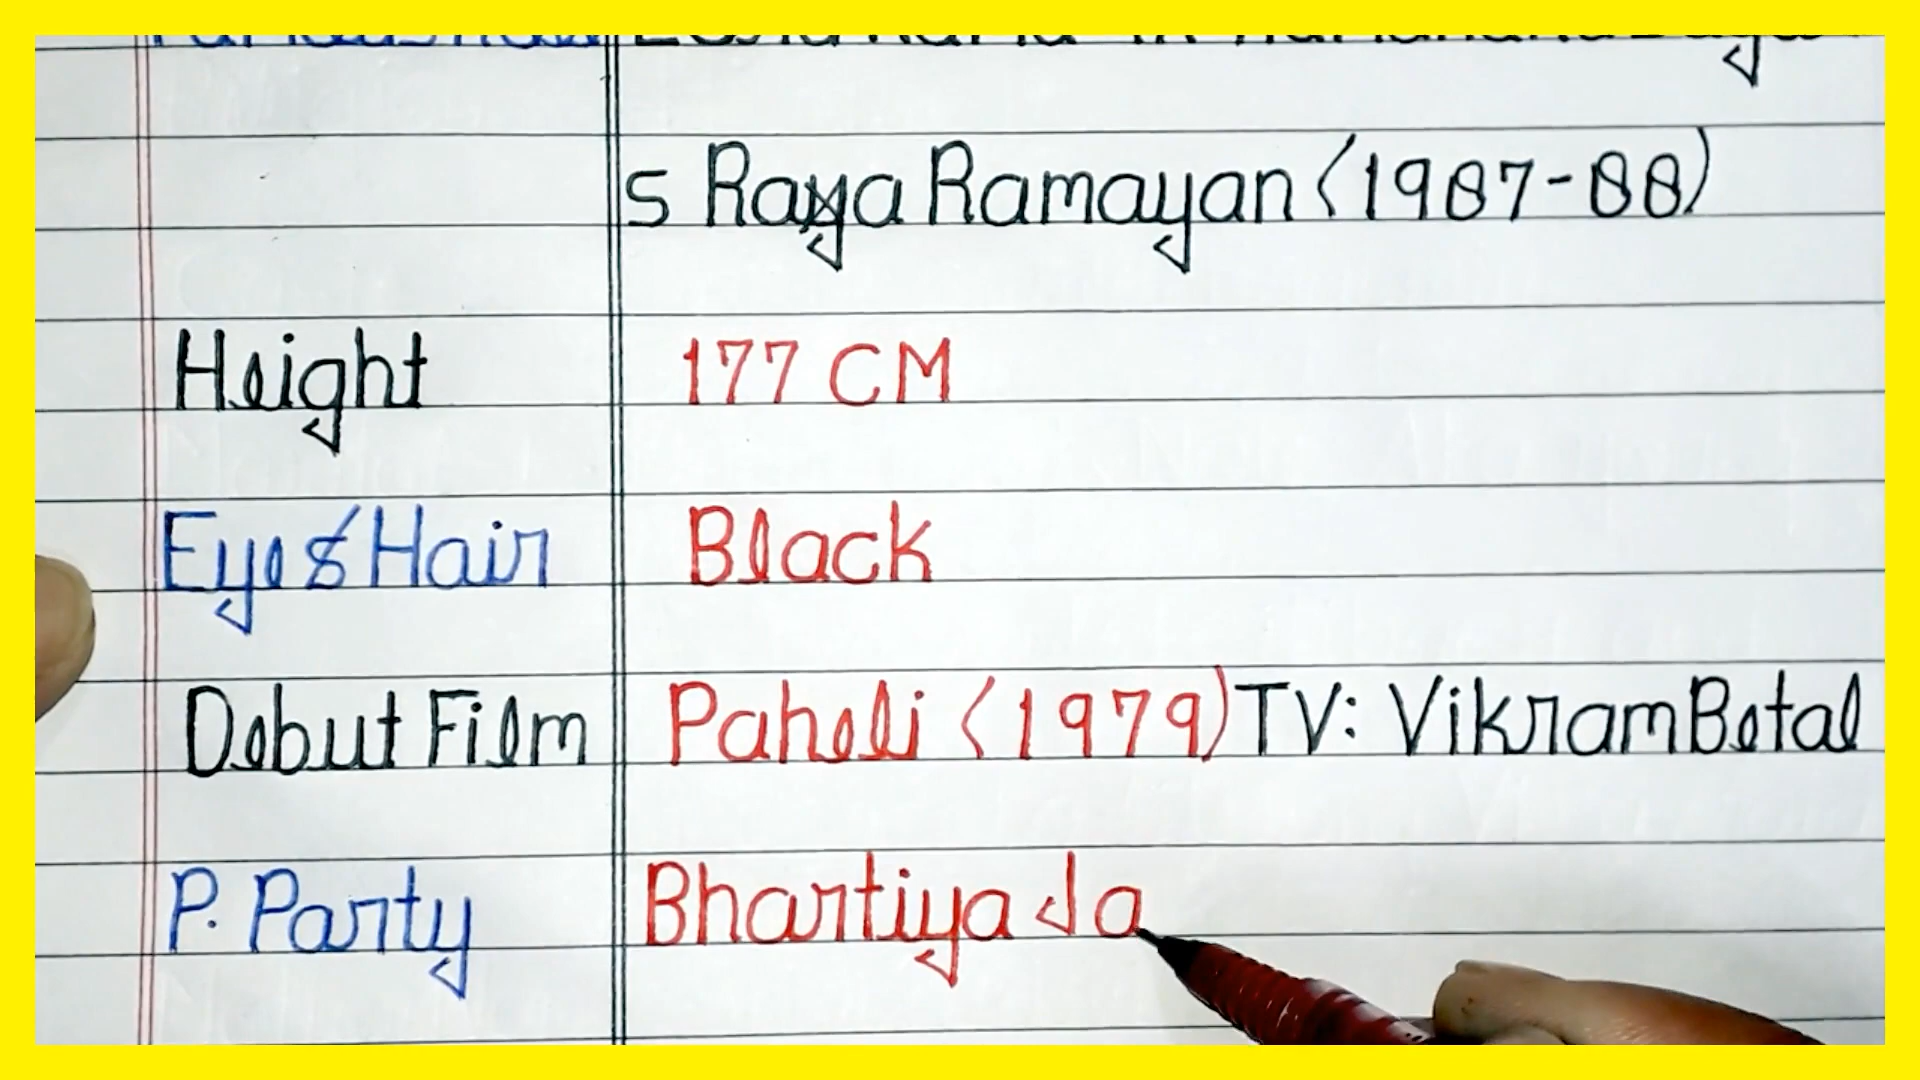 s Raya Ramayan (1987-88)
Height 177 CM
Eye & Hair Black
Debut Film Paheli (1979) TV: Vikram Betal
P. Party Bhartiya Ja